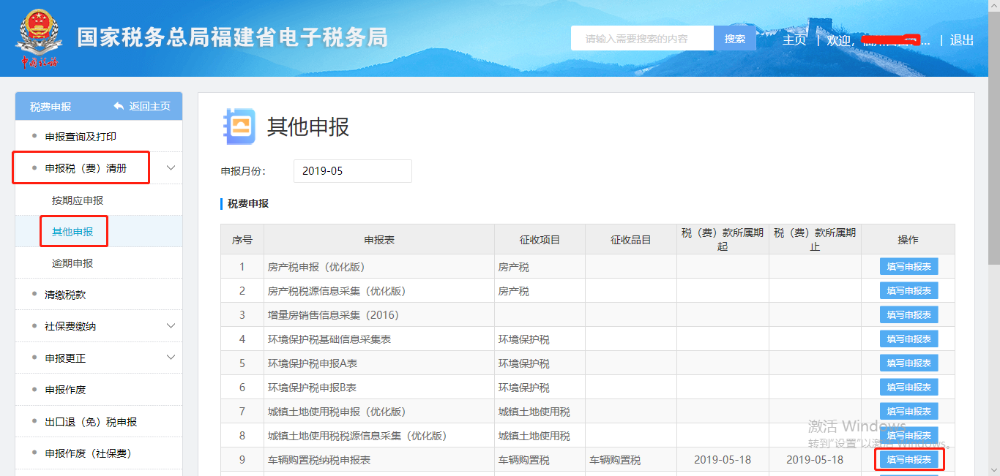 国家税务总局福建省电子税务局
中国税务
请输入需要搜索的内容 搜索
主页 | 欢迎, ... | 退出
税费申报 返回主页
申报查询及打印
申报税（费）清册
按期应申报
其他申报
逾期申报
清缴税款
社保费缴纳
申报更正
申报作废
出口退（免）税申报
申报作废（社保费）
其他申报
申报月份： 2019-05
税费申报
序号 申报表 征收项目 征收品目 税（费）款所属期起 税（费）款所属期止 操作
1 房产税申报（优化版） 房产税 填写申报表
2 房产税税源信息采集（优化版） 房产税 填写申报表
3 增量房销售信息采集（2016） 填写申报表
4 环境保护税基础信息采集表 环境保护税 填写申报表
5 环境保护税申报A表 环境保护税 填写申报表
6 环境保护税申报B表 环境保护税 填写申报表
7 城镇土地使用税申报（优化版） 城镇土地使用税 填写申报表
8 城镇土地使用税税源信息采集（优化版） 城镇土地使用税 填写申报表
9 车辆购置税纳税申报表 车辆购置税 车辆购置税 2019-05-18 2019-05-18 填写申报表
激活 Windows
转到"设置"以激活 Windows。